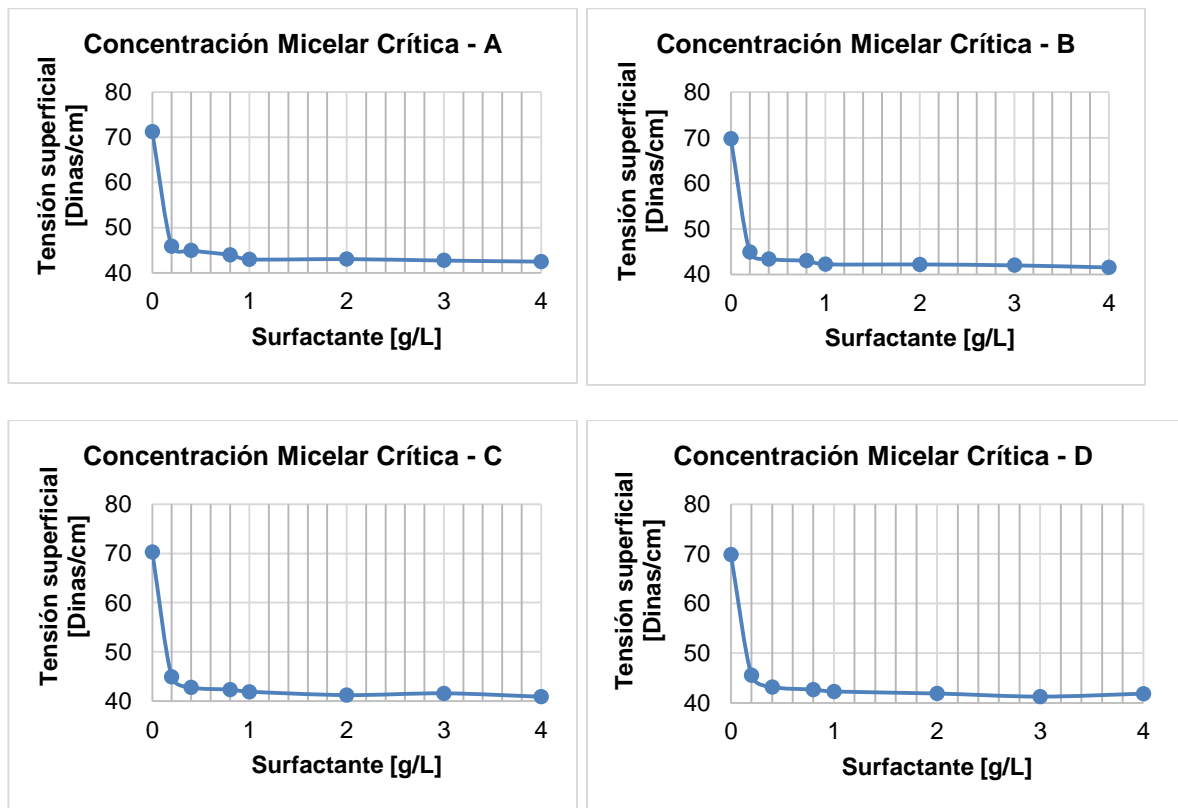 Concentración Micelar Crítica - A
Tensión superficial
[Dinas/cm]
80
70
60
50
40
0 1 2 3 4
Surfactante [g/L]
Concentración Micelar Crítica - B
Tensión superficial
[Dinas/cm]
80
70
60
50
40
0 1 2 3 4
Surfactante [g/L]
Concentración Micelar Crítica - C
Tensión superficial
[Dinas/cm]
80
70
60
50
40
0 1 2 3 4
Surfactante [g/L]
Concentración Micelar Crítica - D
Tensión superficial
[Dinas/cm]
80
70
60
50
40
0 1 2 3 4
Surfactante [g/L]